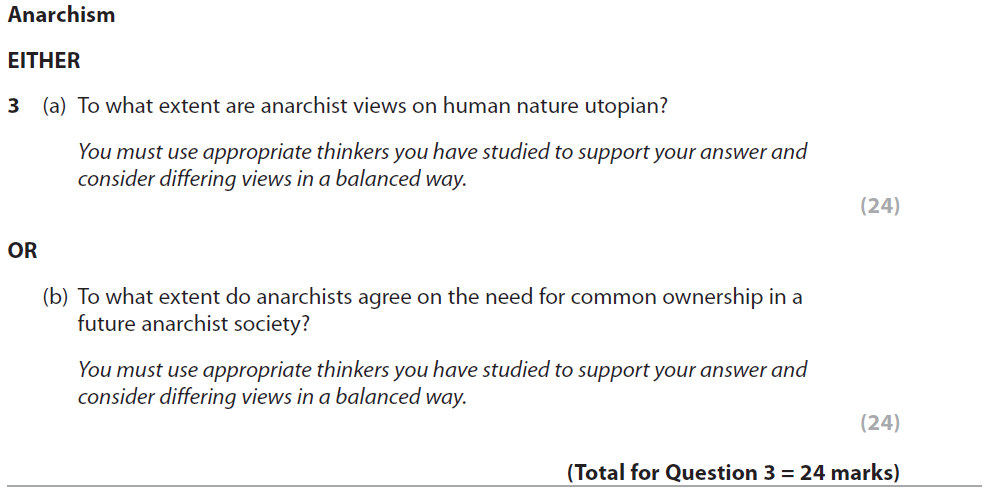 Anarchism
EITHER
3 (a) To what extent are anarchist views on human nature utopian?
You must use appropriate thinkers you have studied to support your answer and
consider differing views in a balanced way.
(24)
OR
(b) To what extent do anarchists agree on the need for common ownership in a
future anarchist society?
You must use appropriate thinkers you have studied to support your answer and
consider differing views in a balanced way.
(24)
(Total for Question 3 = 24 marks)